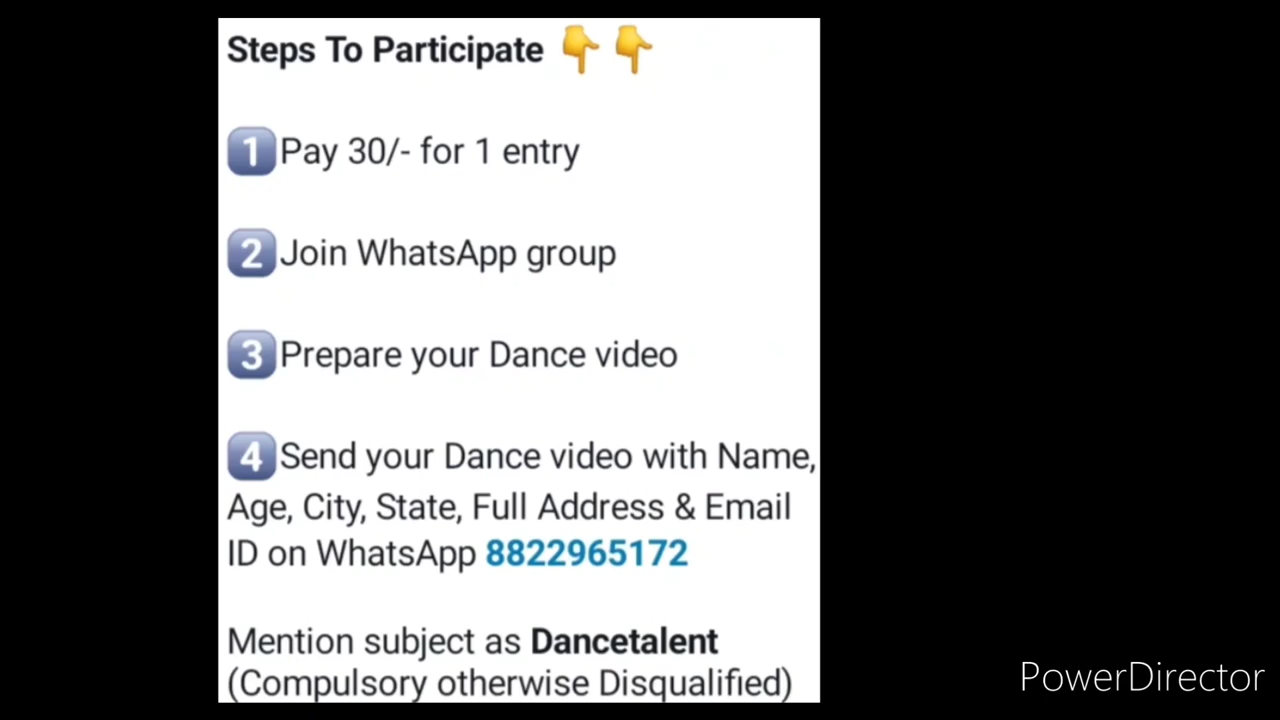 Steps To Participate 👇👇
1️⃣Pay 30/- for 1 entry
2️⃣Join WhatsApp group
3️⃣Prepare your Dance video
4️⃣Send your Dance video with Name,
Age, City, State, Full Address & Email
ID on WhatsApp 8822965172
Mention subject as Dancetalent
(Compulsory otherwise Disqualified)
PowerDirector